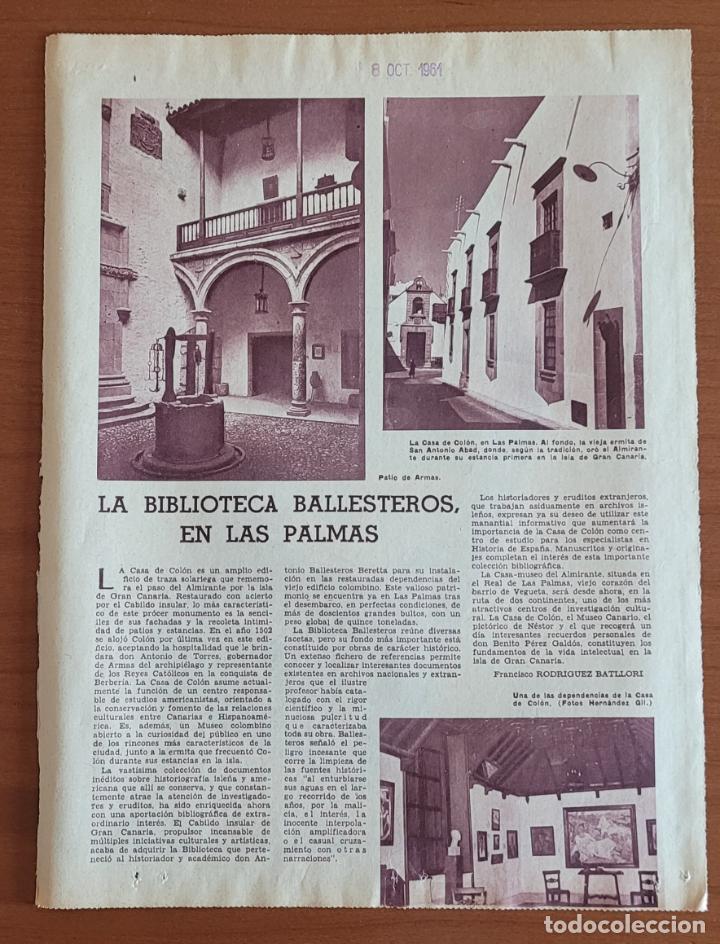 8 OCT. 1961
Patio de Armas.
La Casa de Colón, en Las Palmas. Al fondo, la vieja ermita de
San Antonio Abad, donde, según la tradición, oró el Almiran-
te durante su estancia primera en la isla de Gran Canaria.
LA BIBLIOTECA BALLESTEROS,
EN LAS PALMAS
LA Casa de Colón es un amplio edi-
ficio de traza solariega que rememo-
ra el paso del Almirante por la isla
de Gran Canaria. Restaurado con acierto
por el Cabildo insular, lo más caracterís-
tico de este prócer monumento es la senci-
llez de sus fachadas y la recoleta intimi-
dad de patios y estancias. En el año 1502
se alojó Colón por última vez en este edi-
ficio, aceptando la hospitalidad que le brin-
dara don Antonio de Torres, gobernador
de Armas del archipiélago y representante
de los Reyes Católicos en la conquista de
Berbería. La Casa de Colón asume actual-
mente la función de un centro responsa-
ble de estudios americanistas, orientado a
la conservación y fomento de las relaciones
culturales entre Canarias e Hispanoamé-
rica. Es, además, un Museo colombino
abierto a la curiosidad del público en uno
de los rincones más característicos de la
ciudad, junto a la ermita que frecuentó Co-
lón durante sus estancias en la isla.
La vastísima colección de documentos
inéditos sobre historiografía isleña y ame-
ricana que allí se conserva, y que constan-
temente atrae la atención de investigado-
res y eruditos, ha sido enriquecida ahora
con una aportación bibliográfica de extra-
ordinario interés. El Cabildo insular de
Gran Canaria, propulsor incansable de
múltiples iniciativas culturales y artísticas,
acaba de adquirir la Biblioteca que perte-
neció al historiador y académico don An-
tonio Ballesteros Beretta para su instala-
ción en las restauradas dependencias del
viejo edificio colombino. Este valioso patri-
monio se encuentra ya en Las Palmas tras
el desembarco, en perfectas condiciones, de
más de doscientos grandes bultos, con un
peso global de quince toneladas.
La Biblioteca Ballesteros reúne diversas
facetas, pero su fondo más importante está
constituido por obras de carácter histórico.
Un extenso fichero de referencias permite
conocer y localizar interesantes documentos
existentes en archivos nacionales y extran-
jeros que el ilustre
profesor había cata-
logado con el rigor
científico y la mi-
nuciosa pulcritud
que caracterizaba
toda su obra. Balles-
teros señaló el pe-
ligro incesante que
corre la limpieza de
las fuentes históri-
cas "al enturbiarse
sus aguas en el lar-
go recorrido de los
años, por la mali-
cia, el interés, la
inocente interpola-
ción amplificadora
o el casual cruza-
miento con otras
narraciones".
Los historiadores y eruditos extranjeros,
que trabajan asiduamente en archivos is-
leños, expresan ya su deseo de utilizar este
manantial informativo que aumentará la
importancia de la Casa de Colón como cen-
tro de estudio para los especialistas en
Historia de España. Manuscritos y origina-
les completan el interés de esta importante
colección bibliográfica.
La Casa-museo del Almirante, situada en
el Real de Las Palmas, viejo corazón del
barrio de Vegueta, será desde ahora, en la
ruta de dos continentes, uno de los más
atractivos centros de investigación cultu-
ral. La Casa de Colón, el Museo Canario, el
pictórico de Néstor y el que recogerá un
día interesantes recuerdos personales de
don Benito Pérez Galdós, constituyen los
fundamentos de la vida intelectual en la
isla de Gran Canaria.
Francisco RODRIGUEZ BATLLORI
Una de las dependencias de la Casa
de Colón. (Fotos Hernández Gil.)
todocoleccion